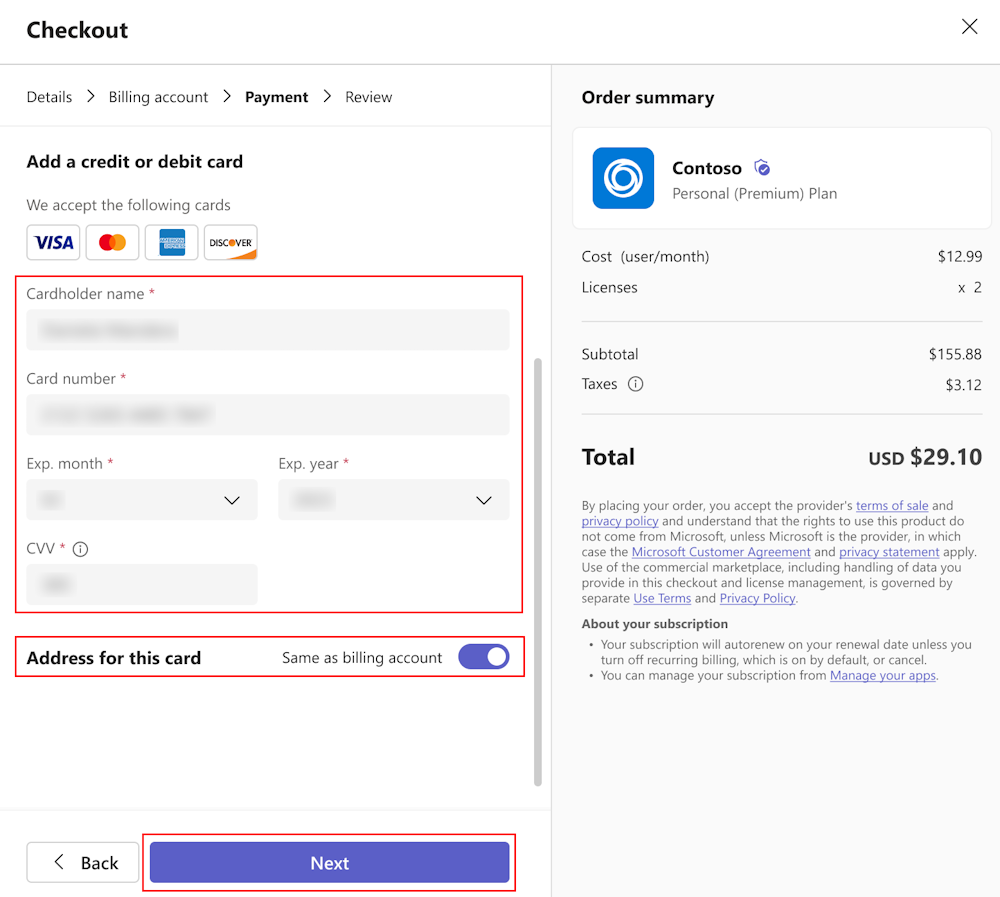 Checkout
Details > Billing account > Payment > Review
Add a credit or debit card
We accept the following cards
VISA
AMERICAN EXPRESS
DISCOVER
Cardholder name *
Card number *
Exp. month * Exp. year *
CVV *
Address for this card Same as billing account
Back Next
Order summary
Contoso
Personal (Premium) Plan
Cost (user/month) $12.99
Licenses x 2
Subtotal $155.88
Taxes $3.12
Total USD $29.10
By placing your order, you accept the provider's terms of sale and
privacy policy and understand that the rights to use this product do
not come from Microsoft, unless Microsoft is the provider, in which
case the Microsoft Customer Agreement and privacy statement apply.
Use of the commercial marketplace, including handling of data you
provide in this checkout and license management, is governed by
separate Use Terms and Privacy Policy.
About your subscription
• Your subscription will autorenew on your renewal date unless you
turn off recurring billing, which is on by default, or cancel.
• You can manage your subscription from Manage your apps.